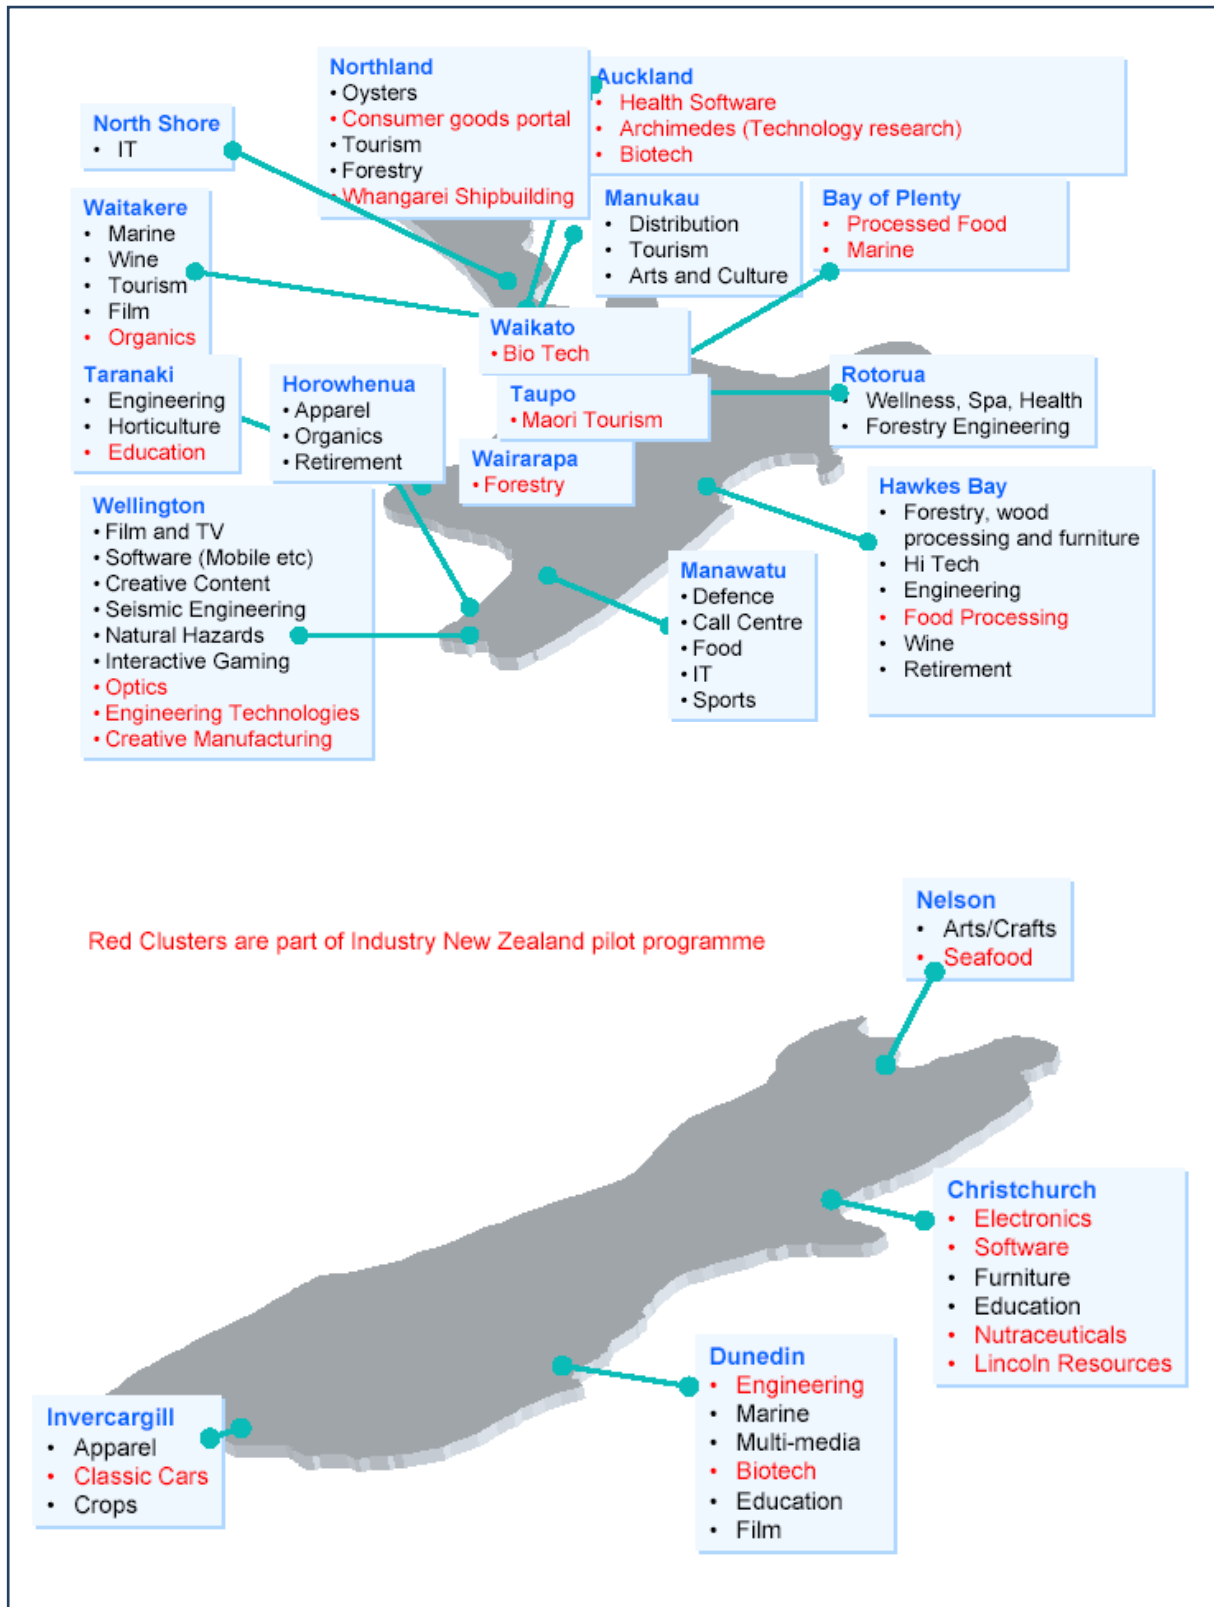 Northland
• Oysters
• Consumer goods portal
• Tourism
• Forestry
• Whangarei Shipbuilding
Auckland
• Health Software
• Archimedes (Technology research)
• Biotech
North Shore
• IT
Waitakere
• Marine
• Wine
• Tourism
• Film
• Organics
Manukau
• Distribution
• Tourism
• Arts and Culture
Bay of Plenty
• Processed Food
• Marine
Waikato
• Bio Tech
Taranaki
• Engineering
• Horticulture
• Education
Horowhenua
• Apparel
• Organics
• Retirement
Taupo
• Maori Tourism
Rotorua
• Wellness, Spa, Health
• Forestry Engineering
Wairarapa
• Forestry
Wellington
• Film and TV
• Software (Mobile etc)
• Creative Content
• Seismic Engineering
• Natural Hazards
• Interactive Gaming
• Optics
• Engineering Technologies
• Creative Manufacturing
Manawatu
• Defence
• Call Centre
• Food
• IT
• Sports
Hawkes Bay
• Forestry, wood
processing and furniture
• Hi Tech
• Engineering
• Food Processing
• Wine
• Retirement
Red Clusters are part of Industry New Zealand pilot programme
Nelson
• Arts/Crafts
• Seafood
Christchurch
• Electronics
• Software
• Furniture
• Education
• Nutraceuticals
• Lincoln Resources
Dunedin
• Engineering
• Marine
• Multi-media
• Biotech
• Education
• Film
Invercargill
• Apparel
• Classic Cars
• Crops